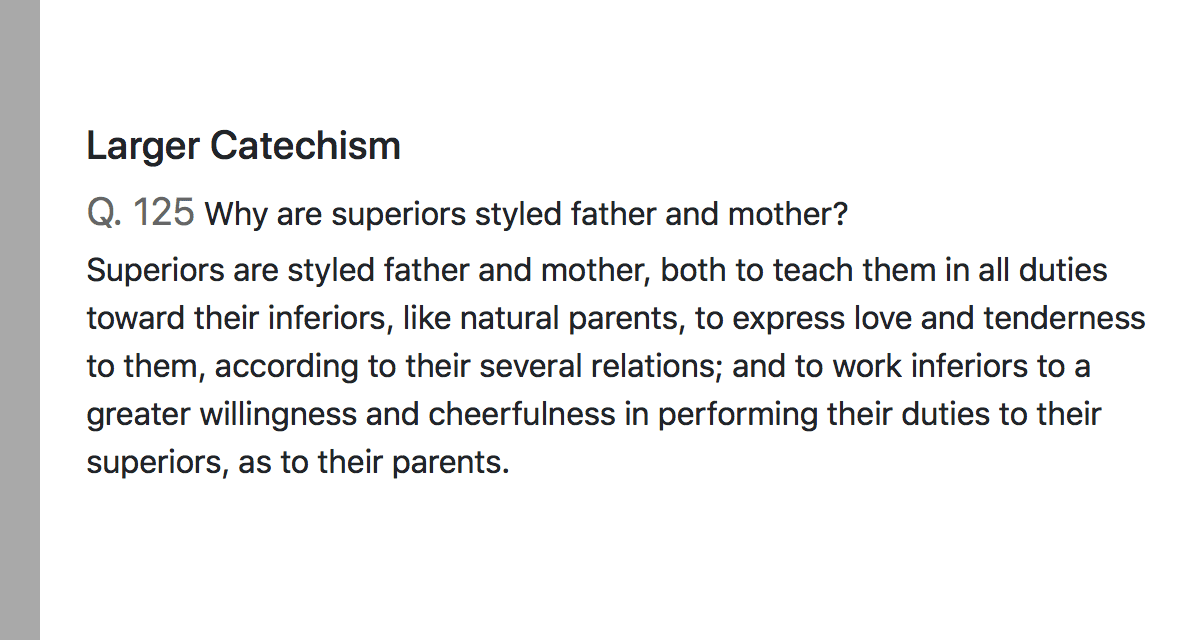 Larger Catechism
Q. 125 Why are superiors styled father and mother?
Superiors are styled father and mother, both to teach them in all duties
toward their inferiors, like natural parents, to express love and tenderness
to them, according to their several relations; and to work inferiors to a
greater willingness and cheerfulness in performing their duties to their
superiors, as to their parents.